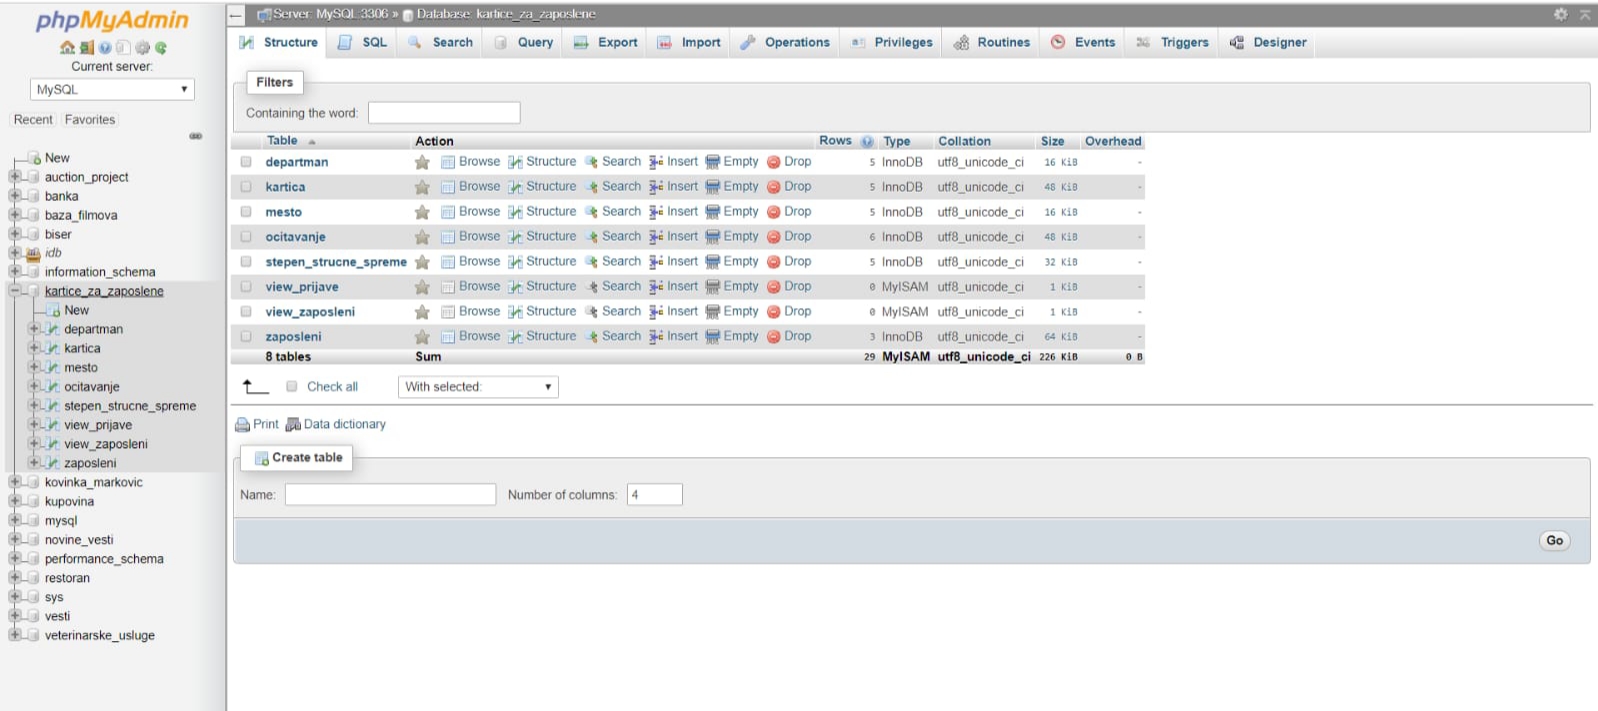 phpMyAdmin
Current server:
MySQL
Recent Favorites
New
auction_project
banka
baza_filmova
biser
idb
information_schema
kartice_za_zaposlene
New
departman
kartica
mesto
ocitavanje
stepen_strucne_spreme
view_prijave
view_zaposleni
zaposleni
kovinka_markovic
kupovina
mysql
novine_vesti
performance_schema
restoran
sys
vesti
veterinarske_usluge
Server: MySQL:3306 » Database: kartice_za_zaposlene
Structure SQL Search Query Export Import Operations Privileges Routines Events Triggers Designer
Filters
Containing the word:
Table Action Rows Type Collation Size Overhead
departman Browse Structure Search Insert Empty Drop 5 InnoDB utf8_unicode_ci 16 KiB -
kartica Browse Structure Search Insert Empty Drop 5 InnoDB utf8_unicode_ci 48 KiB -
mesto Browse Structure Search Insert Empty Drop 5 InnoDB utf8_unicode_ci 16 KiB -
ocitavanje Browse Structure Search Insert Empty Drop 6 InnoDB utf8_unicode_ci 48 KiB -
stepen_strucne_spreme Browse Structure Search Insert Empty Drop 5 InnoDB utf8_unicode_ci 32 KiB -
view_prijave Browse Structure Search Insert Empty Drop 0 MyISAM utf8_unicode_ci 1 KiB -
view_zaposleni Browse Structure Search Insert Empty Drop 0 MyISAM utf8_unicode_ci 1 KiB -
zaposleni Browse Structure Search Insert Empty Drop 3 InnoDB utf8_unicode_ci 64 KiB -
8 tables Sum 29 MyISAM utf8_unicode_ci 226 KiB 0 B
Check all With selected:
Print Data dictionary
Create table
Name: Number of columns: 4
Go